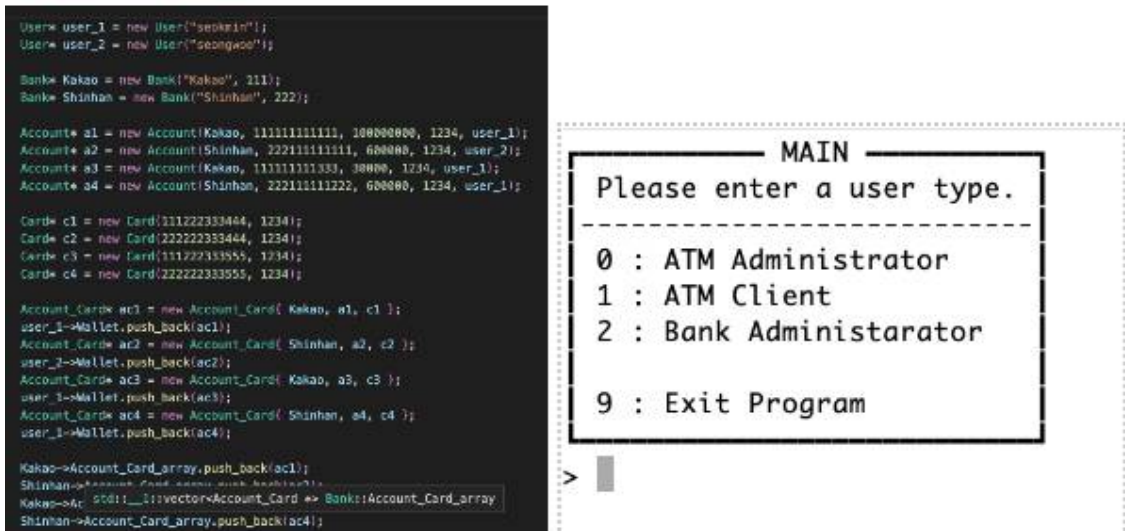 User* user_1 = new User("seokmin");
User* user_2 = new User("seongwoo");
Bank* Kakao = new Bank("Kakao", 111);
Bank* Shinhan = new Bank("Shinhan", 222);
Account* a1 = new Account(Kakao, 111111111111, 100000000, 1234, user_1);
Account* a2 = new Account(Shinhan, 222111111111, 600000, 1234, user_2);
Account* a3 = new Account(Kakao, 111111111333, 30000, 1234, user_1);
Account* a4 = new Account(Shinhan, 222111111222, 600000, 1234, user_1);
Card* c1 = new Card(111222333444, 1234);
Card* c2 = new Card(222222333444, 1234);
Card* c3 = new Card(111222333555, 1234);
Card* c4 = new Card(222222333555, 1234);
Account_Card* ac1 = new Account_Card{ Kakao, a1, c1 };
user_1->Wallet.push_back(ac1);
Account_Card* ac2 = new Account_Card{ Shinhan, a2, c2 };
user_2->Wallet.push_back(ac2);
Account_Card* ac3 = new Account_Card{ Kakao, a3, c3 };
user_1->Wallet.push_back(ac3);
Account_Card* ac4 = new Account_Card{ Shinhan, a4, c4 };
user_1->Wallet.push_back(ac4);
Kakao->Account_Card_array.push_back(ac1);
Shinhan->
Kakao->Ac
std::__1::vector<Account_Card *> Bank::Account_Card_array
Shinhan->Account_Card_array.push_back(ac4);
MAIN
Please enter a user type.
0 : ATM Administrator
1 : ATM Client
2 : Bank Administarator
9 : Exit Program
>